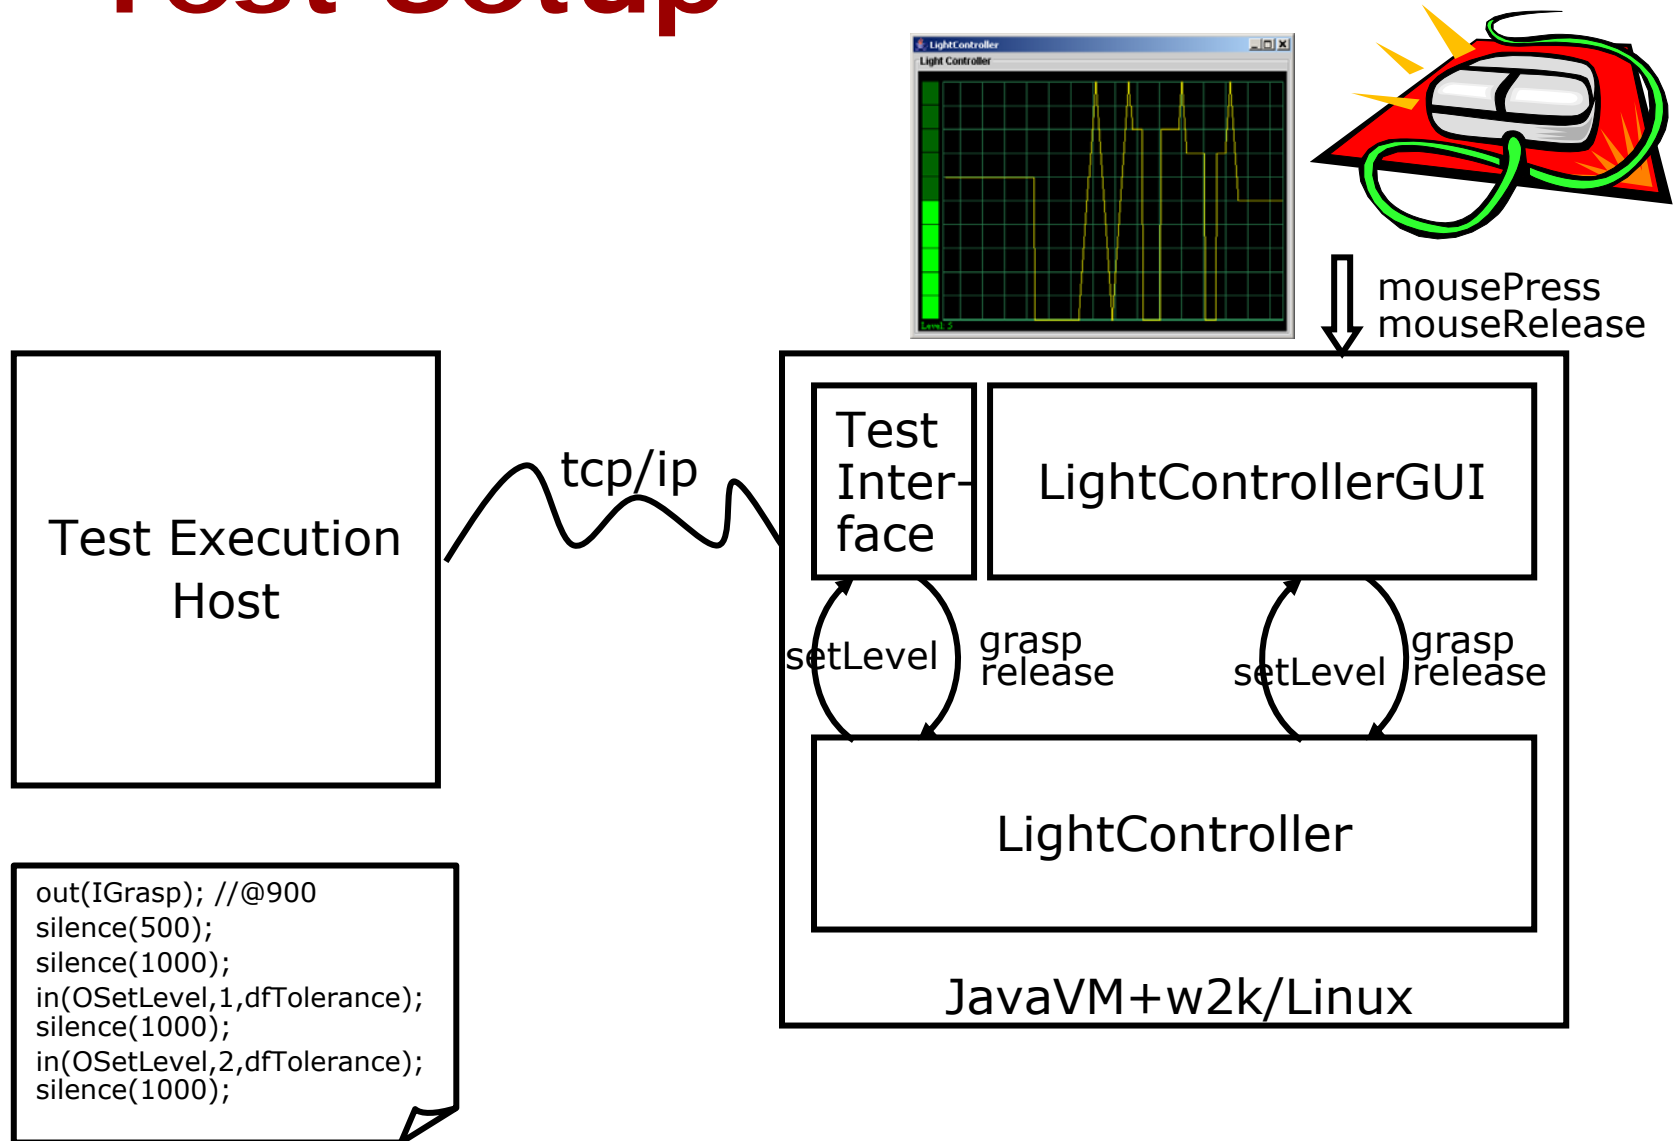 Test Setup
LightController
Light Controller
Level 5
mousePress
mouseRelease
Test Execution
Host
tcp/ip
Test
Inter-
face
LightControllerGUI
setLevel
grasp
release
setLevel
grasp
release
LightController
JavaVM+w2k/Linux
out(IGrasp); //@900
silence(500);
silence(1000);
in(OSetLevel,1,dfTolerance);
silence(1000);
in(OSetLevel,2,dfTolerance);
silence(1000);